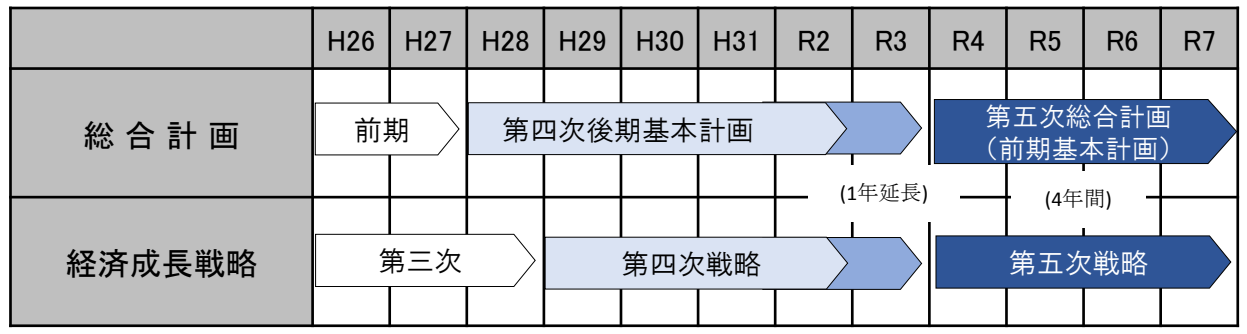 H26 H27 H28 H29 H30 H31 R2 R3 R4 R5 R6 R7
総合計画 前期 第四次後期基本計画 第五次総合計画
（前期基本計画）
(1年延長) (4年間)
経済成長戦略 第三次 第四次戦略 第五次戦略